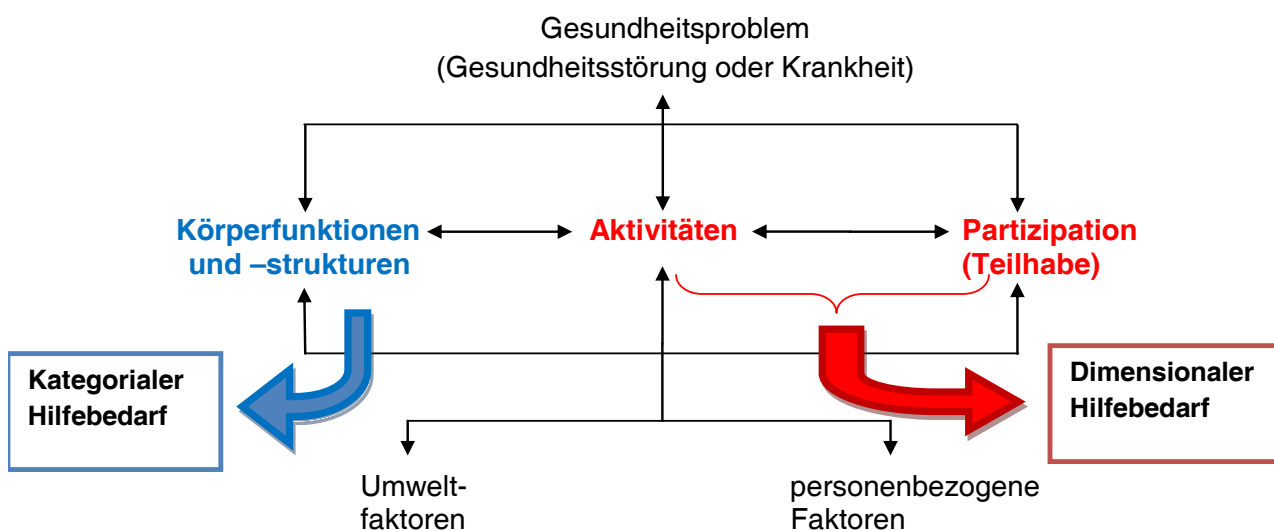 Gesundheitsproblem
(Gesundheitsstörung oder Krankheit)
Körperfunktionen
und –strukturen
Aktivitäten
Partizipation
(Teilhabe)
Kategorialer
Hilfebedarf
Dimensionaler
Hilfebedarf
Umwelt-
faktoren
personenbezogene
Faktoren